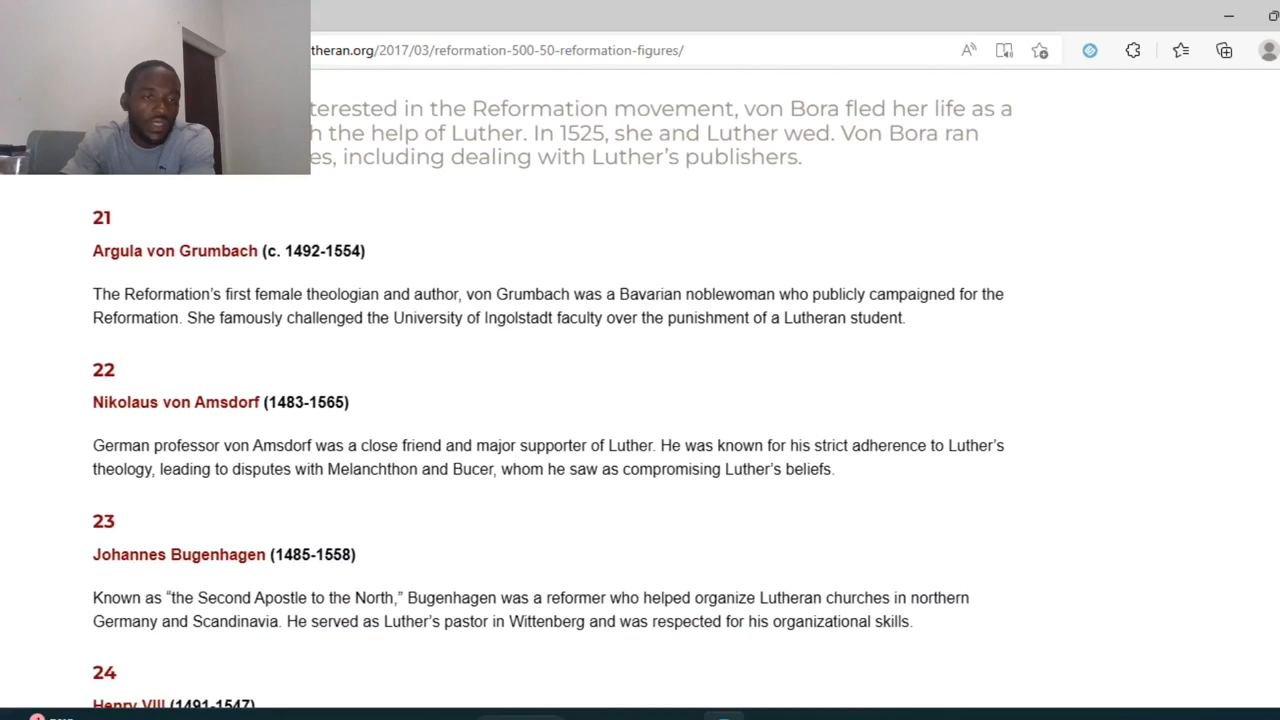 theran.org/2017/03/reformation-500-50-reformation-figures/
terested in the Reformation movement, von Bora fled her life as a
h the help of Luther. In 1525, she and Luther wed. Von Bora ran
es, including dealing with Luther's publishers.
21
Argula von Grumbach (c. 1492-1554)
The Reformation's first female theologian and author, von Grumbach was a Bavarian noblewoman who publicly campaigned for the
Reformation. She famously challenged the University of Ingolstadt faculty over the punishment of a Lutheran student.
22
Nikolaus von Amsdorf (1483-1565)
German professor von Amsdorf was a close friend and major supporter of Luther. He was known for his strict adherence to Luther's
theology, leading to disputes with Melanchthon and Bucer, whom he saw as compromising Luther's beliefs.
23
Johannes Bugenhagen (1485-1558)
Known as “the Second Apostle to the North,” Bugenhagen was a reformer who helped organize Lutheran churches in northern
Germany and Scandinavia. He served as Luther's pastor in Wittenberg and was respected for his organizational skills.
24
Henry VIII (1491-1547)